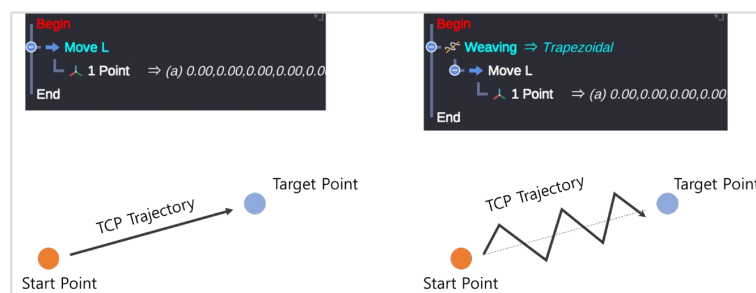 Begin
Move L
1 Point ⇒ (a) 0.00,0.00,0.00,0.00,0.0
End
Target Point
TCP Trajectory
Start Point
Begin
Weaving ⇒ Trapezoidal
Move L
1 Point ⇒ (a) 0.00,0.00,0.00,0.00,
End
Target Point
TCP Trajectory
Start Point